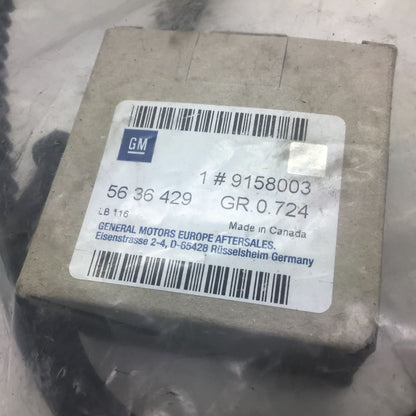 GM
1 # 9158003
56 36 429 GR.0.724
LB 116 Made in Canada
GENERAL MOTORS EUROPE AFTERSALES.
Eisenstrasse 2-4, D-65428 Rüsselsheim Germany